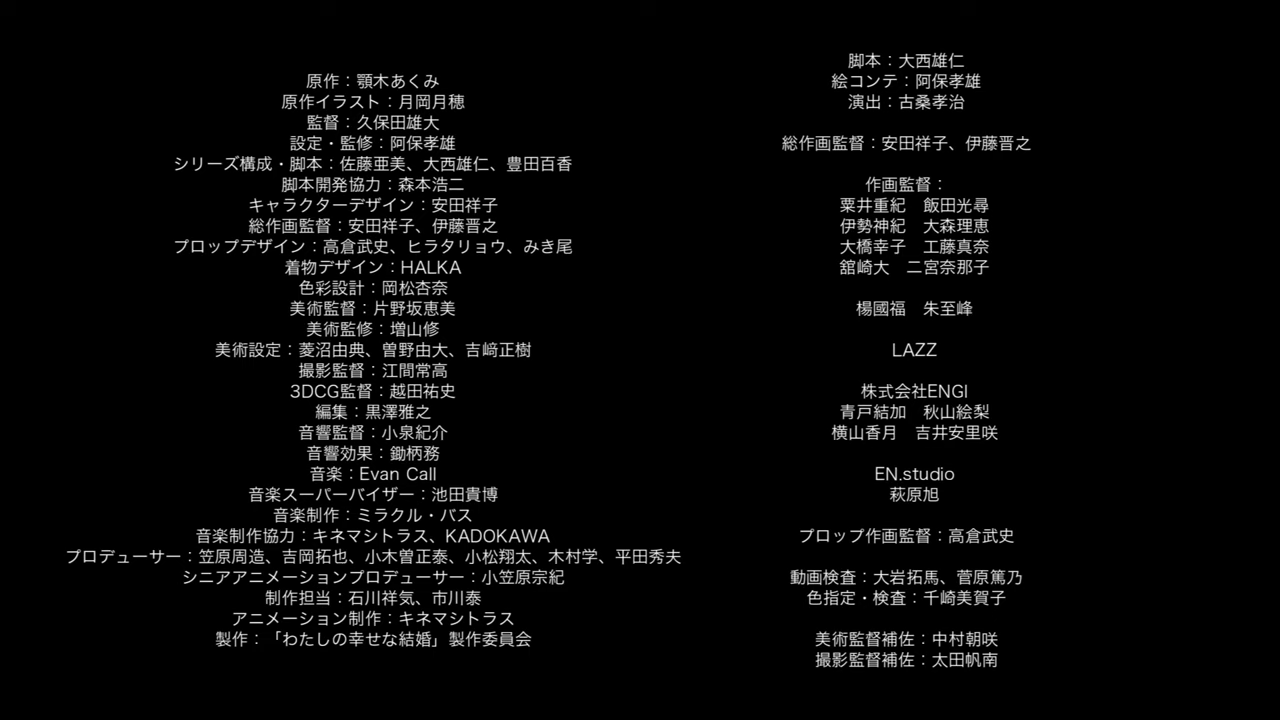 原作：顎木あくみ
原作イラスト：月岡月穂
監督：久保田雄大
設定・監修：阿保孝雄
シリーズ構成・脚本：佐藤亜美、大西雄仁、豊田百香
脚本開発協力：森本浩二
キャラクターデザイン：安田祥子
総作画監督：安田祥子、伊藤晋之
プロップデザイン：高倉武史、ヒラタリョウ、みき尾
着物デザイン：HALKA
色彩設計：岡松杏奈
美術監督：片野坂恵美
美術監修：増山修
美術設定：菱沼由典、曽野由大、吉﨑正樹
撮影監督：江間常高
3DCG監督：越田祐史
編集：黒澤雅之
音響監督：小泉紀介
音響効果：鋤柄務
音楽：Evan Call
音楽スーパーバイザー：池田貴博
音楽制作：ミラクル・バス
音楽制作協力：キネマシトラス、KADOKAWA
プロデューサー：笠原周造、吉岡拓也、小木曽正泰、小松翔太、木村学、平田秀夫
シニアアニメーションプロデューサー：小笠原宗紀
制作担当：石川祥気、市川泰
アニメーション制作：キネマシトラス
製作：「わたしの幸せな結婚」製作委員会
脚本：大西雄仁
絵コンテ：阿保孝雄
演出：古桑孝治
総作画監督：安田祥子、伊藤晋之
作画監督：
粟井重紀　飯田光尋
伊勢神紀　大森理恵
大橋幸子　工藤真奈
舘崎大　二宮奈那子
楊國福　朱至峰
LAZZ
株式会社ENGI
青戸結加　秋山絵梨
横山香月　吉井安里咲
EN.studio
萩原旭
プロップ作画監督：高倉武史
動画検査：大岩拓馬、菅原篤乃
色指定・検査：千崎美賀子
美術監督補佐：中村朝咲
撮影監督補佐：太田帆南